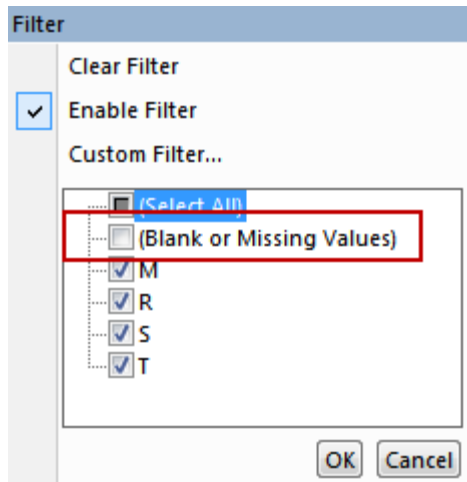 Filter
Clear Filter
Enable Filter
Custom Filter...
(Select All)
(Blank or Missing Values)
M
R
S
T
OK Cancel